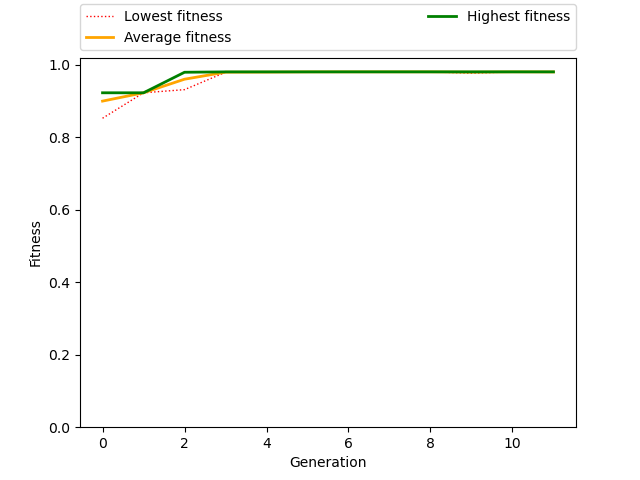 Lowest fitness
Average fitness
Highest fitness
1.0
0.8
0.6
0.4
0.2
0.0
Fitness
0 2 4 6 8 10
Generation